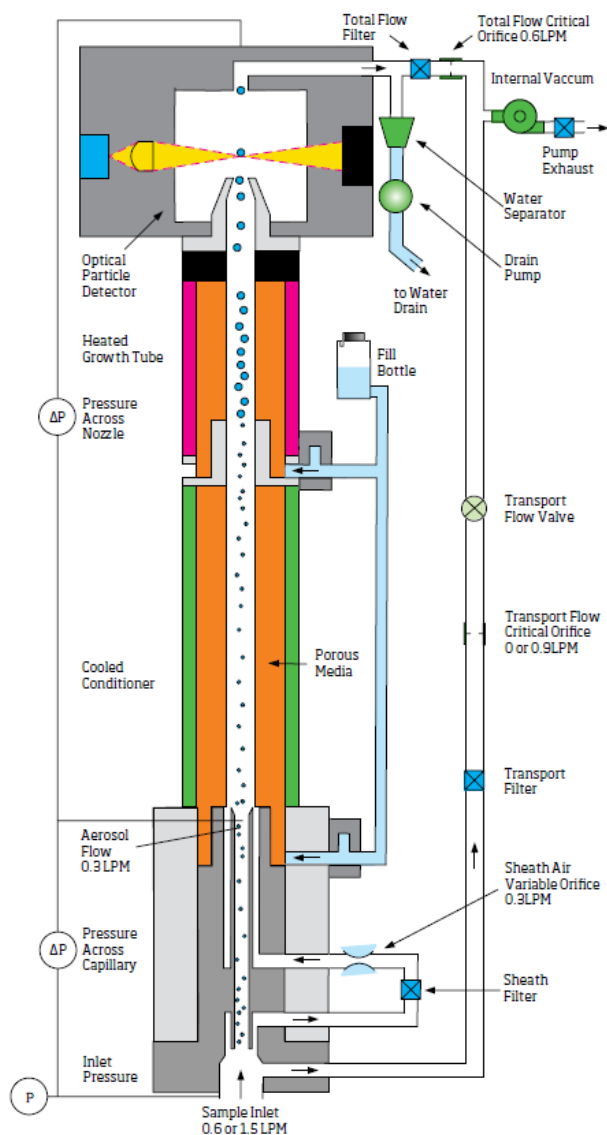 Total Flow
Filter
Total Flow Critical
Orifice 0.6LPM
Internal Vaccum
Pump
Exhaust
Water
Separator
Optical
Particle
Detector
Drain
Pump
to Water
Drain
Heated
Growth Tube
Fill
Bottle
ΔP
Pressure
Across
Nozzle
Transport
Flow Valve
Transport Flow
Critical Orifice
0 or 0.9LPM
Cooled
Conditioner
Porous
Media
Transport
Filter
Aerosol
Flow
0.3 LPM
Sheath Air
Variable Orifice
0.3LPM
ΔP
Pressure
Across
Capillary
Sheath
Filter
Inlet
Pressure
P
Sample Inlet
0.6 or 1.5 LPM